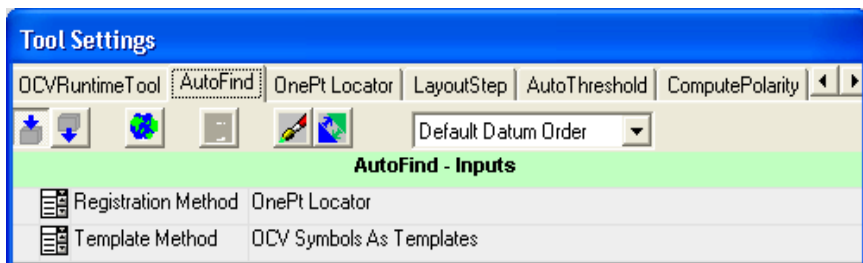 Tool Settings
OCVRuntimeTool AutoFind OnePt Locator LayoutStep AutoThreshold ComputePolarity
Default Datum Order
AutoFind - Inputs
Registration Method OnePt Locator
Template Method OCV Symbols As Templates